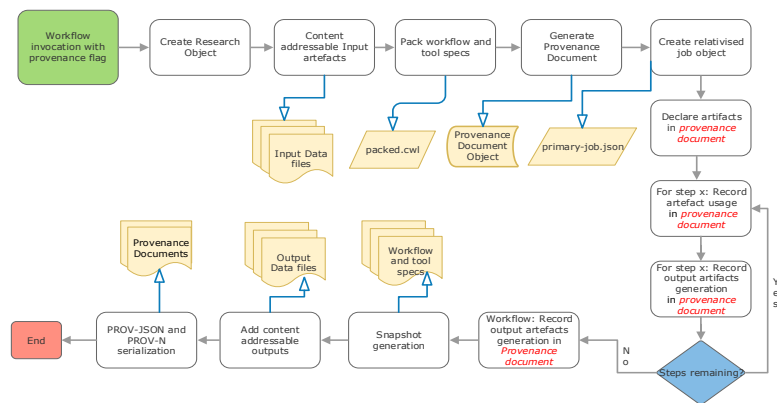 Workflow
invocation with
provenance flag
Create Research
Object
Content
addressable Input
artefacts
Pack workflow and
tool specs
Generate
Provenance
Document
Create relativised
job object
Input Data
files
packed.cwl
Provenance
Document
Object
primary-job.json
Declare artifacts
in provenance
document
For step x: Record
artefact usage
in provenance
document
For step x: Record
output artifacts
generation
in provenance
document
Y
e
s
Steps remaining?
N
o
Workflow: Record
output artefacts
generation in
Provenance
document
Workflow
and tool
specs
Snapshot
generation
Output
Data files
Add content
addressable
outputs
Provenance
Documents
PROV-JSON and
PROV-N
serialization
End